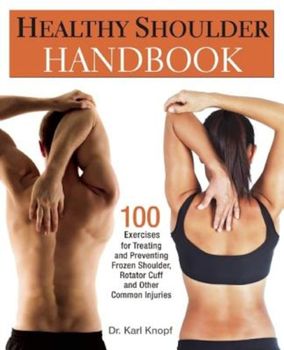 HEALTHY SHOULDER
HANDBOOK
100
Exercises
for Treating
and Preventing
Frozen Shoulder,
Rotator Cuff
and Other
Common Injuries
Dr. Karl Knopf